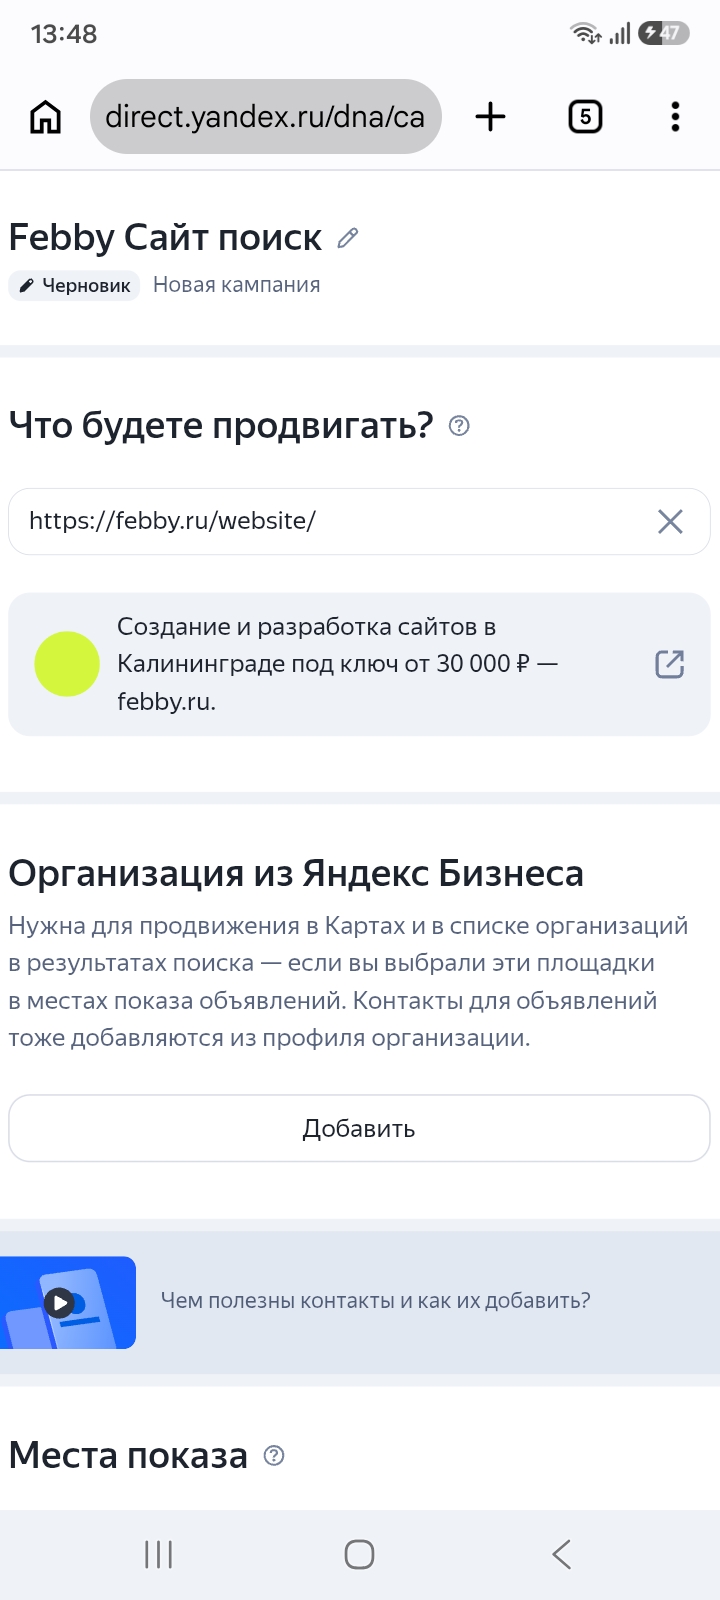 13:48
47
direct.yandex.ru/dna/ca
5
Febby Сайт поиск
Черновик Новая кампания
Что будете продвигать?
https://febby.ru/website/
Создание и разработка сайтов в
Калининграде под ключ от 30 000 ₽ —
febby.ru.
Организация из Яндекс Бизнеса
Нужна для продвижения в Картах и в списке организаций
в результатах поиска — если вы выбрали эти площадки
в местах показа объявлений. Контакты для объявлений
тоже добавляются из профиля организации.
Добавить
Чем полезны контакты и как их добавить?
Места показа